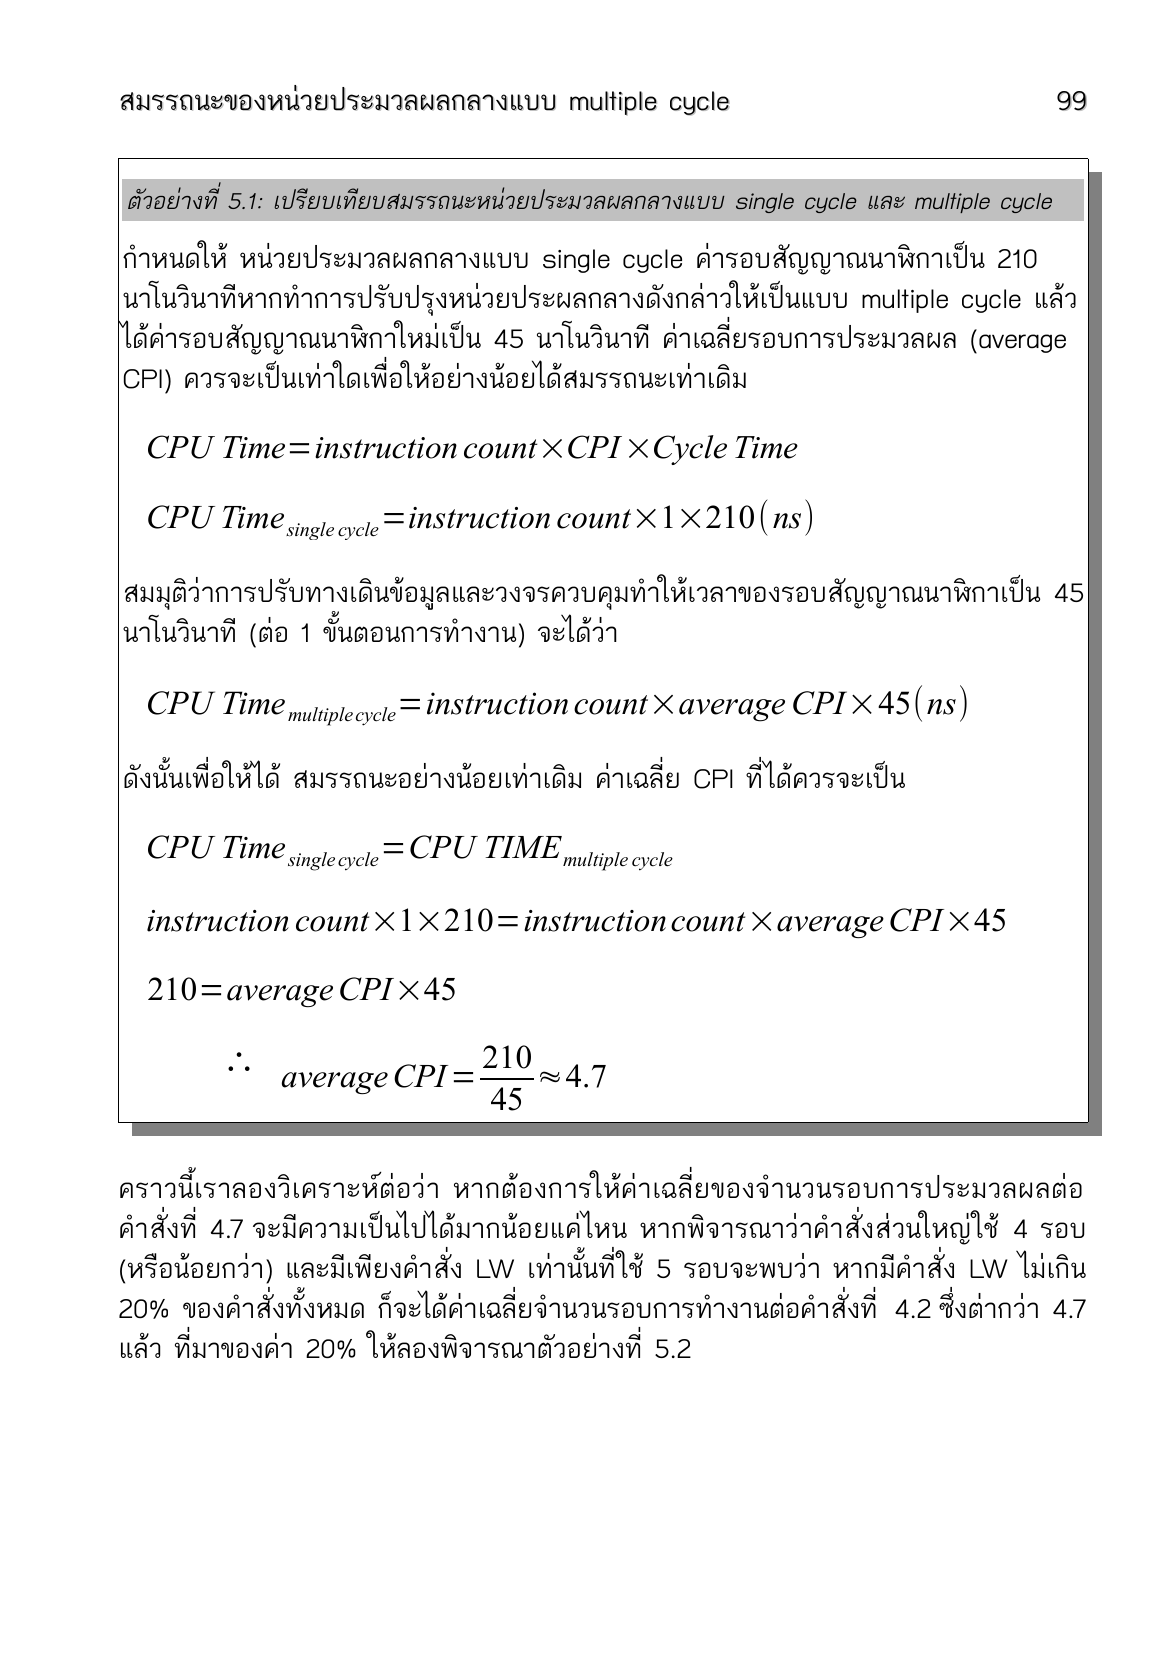 สมรรถนะของหน่วยประมวลผลกลางแบบ multiple cycle 99
ตัวอย่างที่ 5.1: เปรียบเทียบสมรรถนะหน่วยประมวลผลกลางแบบ single cycle และ multiple cycle
กำหนดให้ หน่วยประมวลผลกลางแบบ single cycle ค่ารอบสัญญาณนาฬิกาเป็น 210
นาโนวินาทีหากทำการปรับปรุงหน่วยประผลกลางดังกล่าวให้เป็นแบบ multiple cycle แล้ว
ได้ค่ารอบสัญญาณนาฬิกาใหม่เป็น 45 นาโนวินาที ค่าเฉลี่ยรอบการประมวลผล (average
CPI) ควรจะเป็นเท่าใดเพื่อให้อย่างน้อยได้สมรรถนะเท่าเดิม
CPU Time=instruction count×CPI×Cycle Time
CPU Time single cycle=instruction count×1×210(ns)
สมมุติว่าการปรับทางเดินข้อมูลและวงจรควบคุมทำให้เวลาของรอบสัญญาณนาฬิกาเป็น 45
นาโนวินาที (ต่อ 1 ขั้นตอนการทำงาน) จะได้ว่า
CPU Time multiple cycle=instruction count×average CPI×45(ns)
ดังนั้นเพื่อให้ได้ สมรรถนะอย่างน้อยเท่าเดิม ค่าเฉลี่ย CPI ที่ได้ควรจะเป็น
CPU Time single cycle=CPU TIME multiple cycle
instruction count×1×210=instruction count×average CPI×45
210=average CPI×45
∴ average CPI=210/45≈4.7
คราวนี้เราลองวิเคราะห์ต่อว่า หากต้องการให้ค่าเฉลี่ยของจำนวนรอบการประมวลผลต่อ
คำสั่งที่ 4.7 จะมีความเป็นไปได้มากน้อยแค่ไหน หากพิจารณาว่าคำสั่งส่วนใหญ่ใช้ 4 รอบ
(หรือน้อยกว่า) และมีเพียงคำสั่ง LW เท่านั้นที่ใช้ 5 รอบจะพบว่า หากมีคำสั่ง LW ไม่เกิน
20% ของคำสั่งทั้งหมด ก็จะได้ค่าเฉลี่ยจำนวนรอบการทำงานต่อคำสั่งที่ 4.2 ซึ่งต่ากว่า 4.7
แล้ว ที่มาของค่า 20% ให้ลองพิจารณาตัวอย่างที่ 5.2